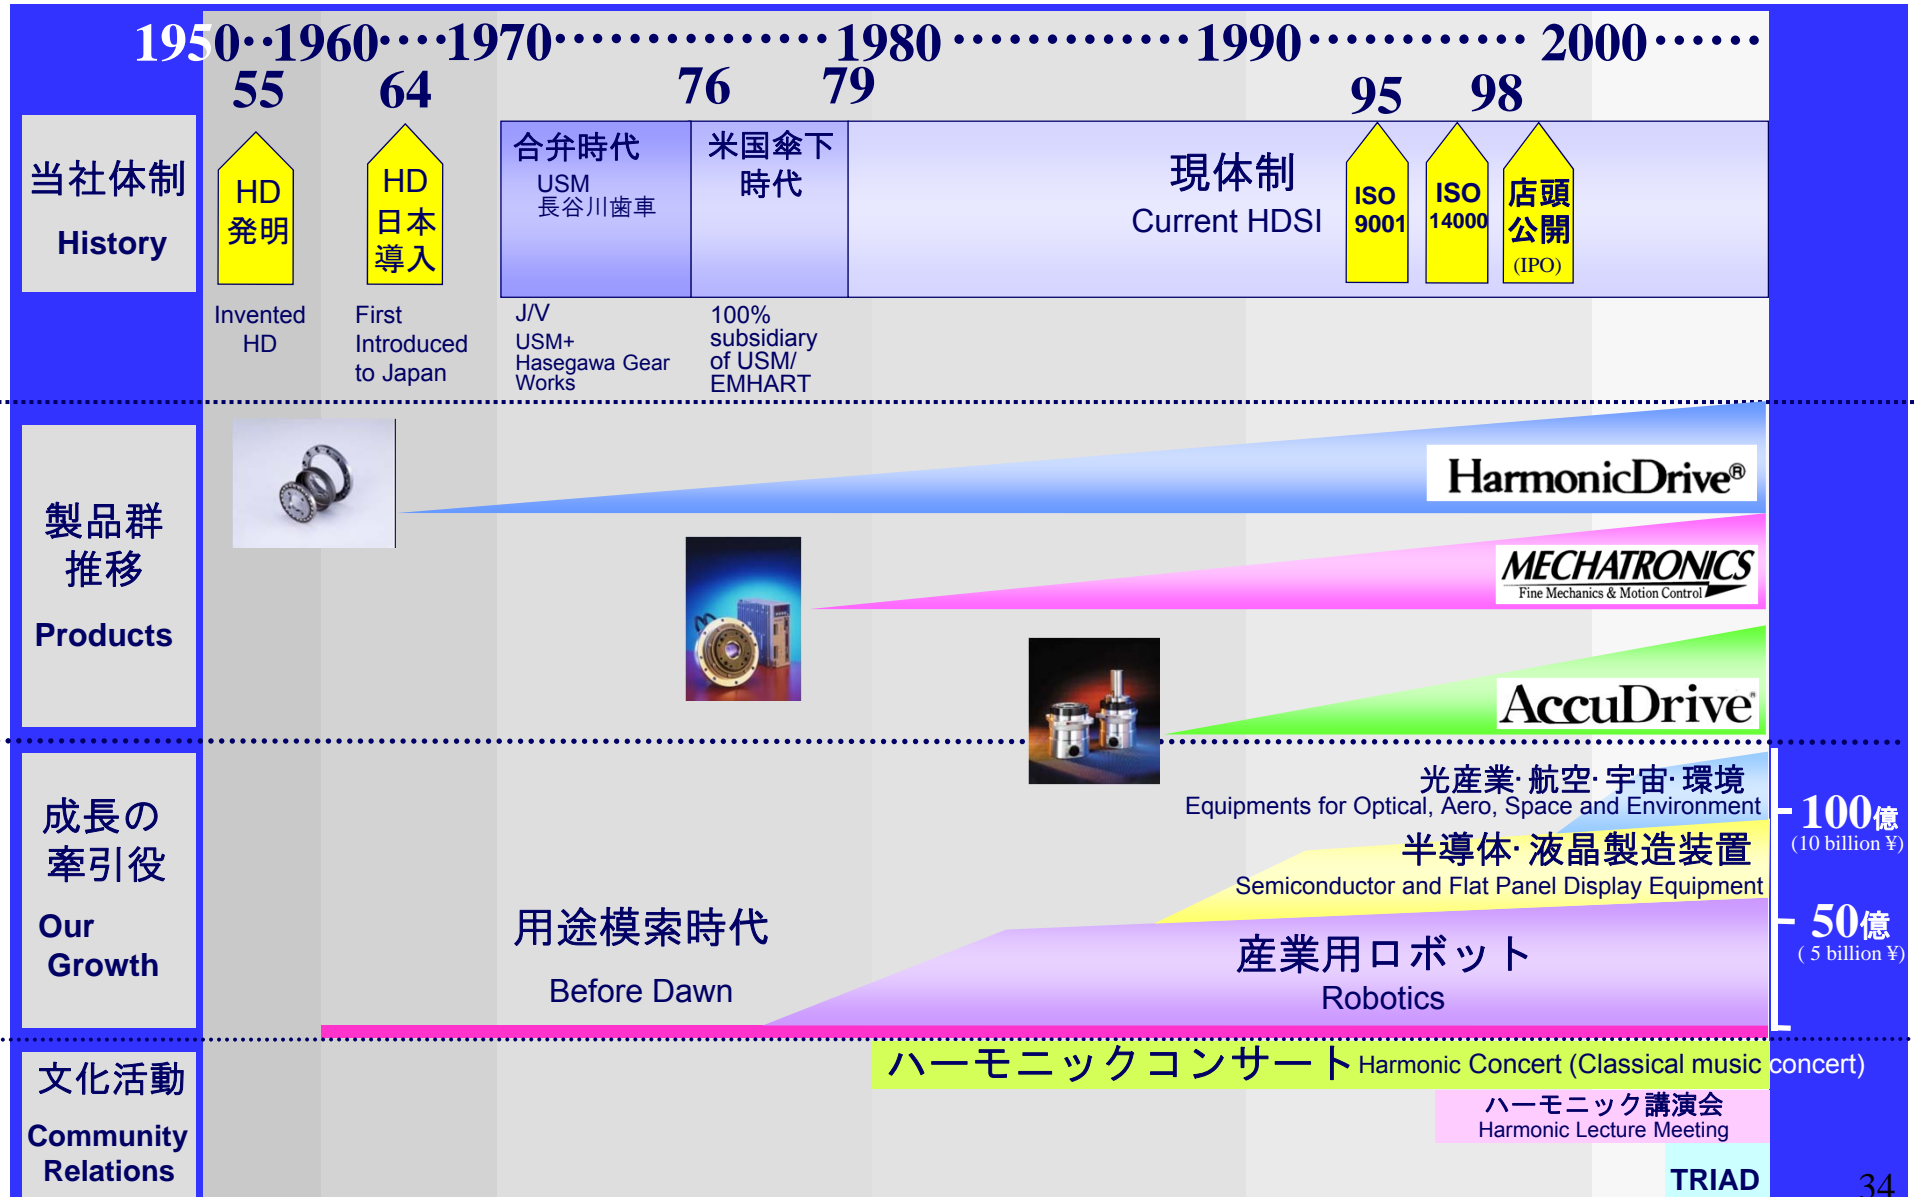 1950··1960····1970···············1980·············1990············2000······
55
64
76
79
95
98
当社体制
History
HD
発明
HD
日本
導入
合弁時代
USM
長谷川歯車
米国傘下
時代
現体制
Current HDSI
ISO
9001
ISO
14000
店頭
公開
(IPO)
Invented
HD
First
Introduced
to Japan
J/V
USM+
Hasegawa Gear
Works
100%
subsidiary
of USM/
EMHART
製品群
推移
Products
HarmonicDrive®
MECHATRONICS
Fine Mechanics & Motion Control
AccuDrive®
成長の
牽引役
Our
Growth
用途模索時代
Before Dawn
光産業·航空·宇宙·環境
Equipments for Optical, Aero, Space and Environment
半導体·液晶製造装置
Semiconductor and Flat Panel Display Equipment
産業用ロボット
Robotics
100億
(10 billion ¥)
50億
( 5 billion ¥)
文化活動
Community
Relations
ハーモニックコンサート Harmonic Concert (Classical music concert)
ハーモニック講演会
Harmonic Lecture Meeting
TRIAD
34